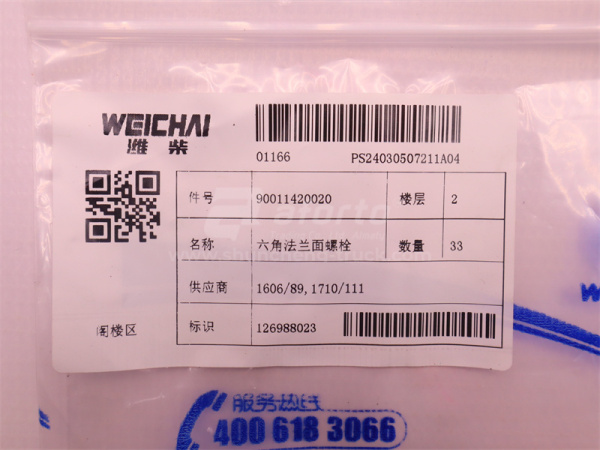 WEICHAI
潍柴
01166 PS24030507211A04
件号 90011420020 楼层 2
名称 六角法兰面螺栓 数量 33
供应商 1606/89,1710/111
阁楼区 标识 126988023
服务热线
400 618 3066